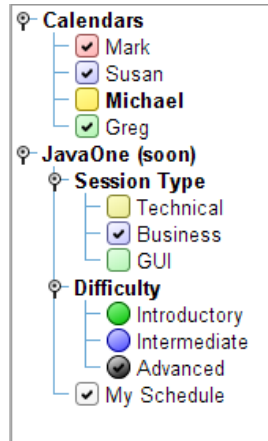 Calendars
Mark
Susan
Michael
Greg
JavaOne (soon)
Session Type
Technical
Business
GUI
Difficulty
Introductory
Intermediate
Advanced
My Schedule